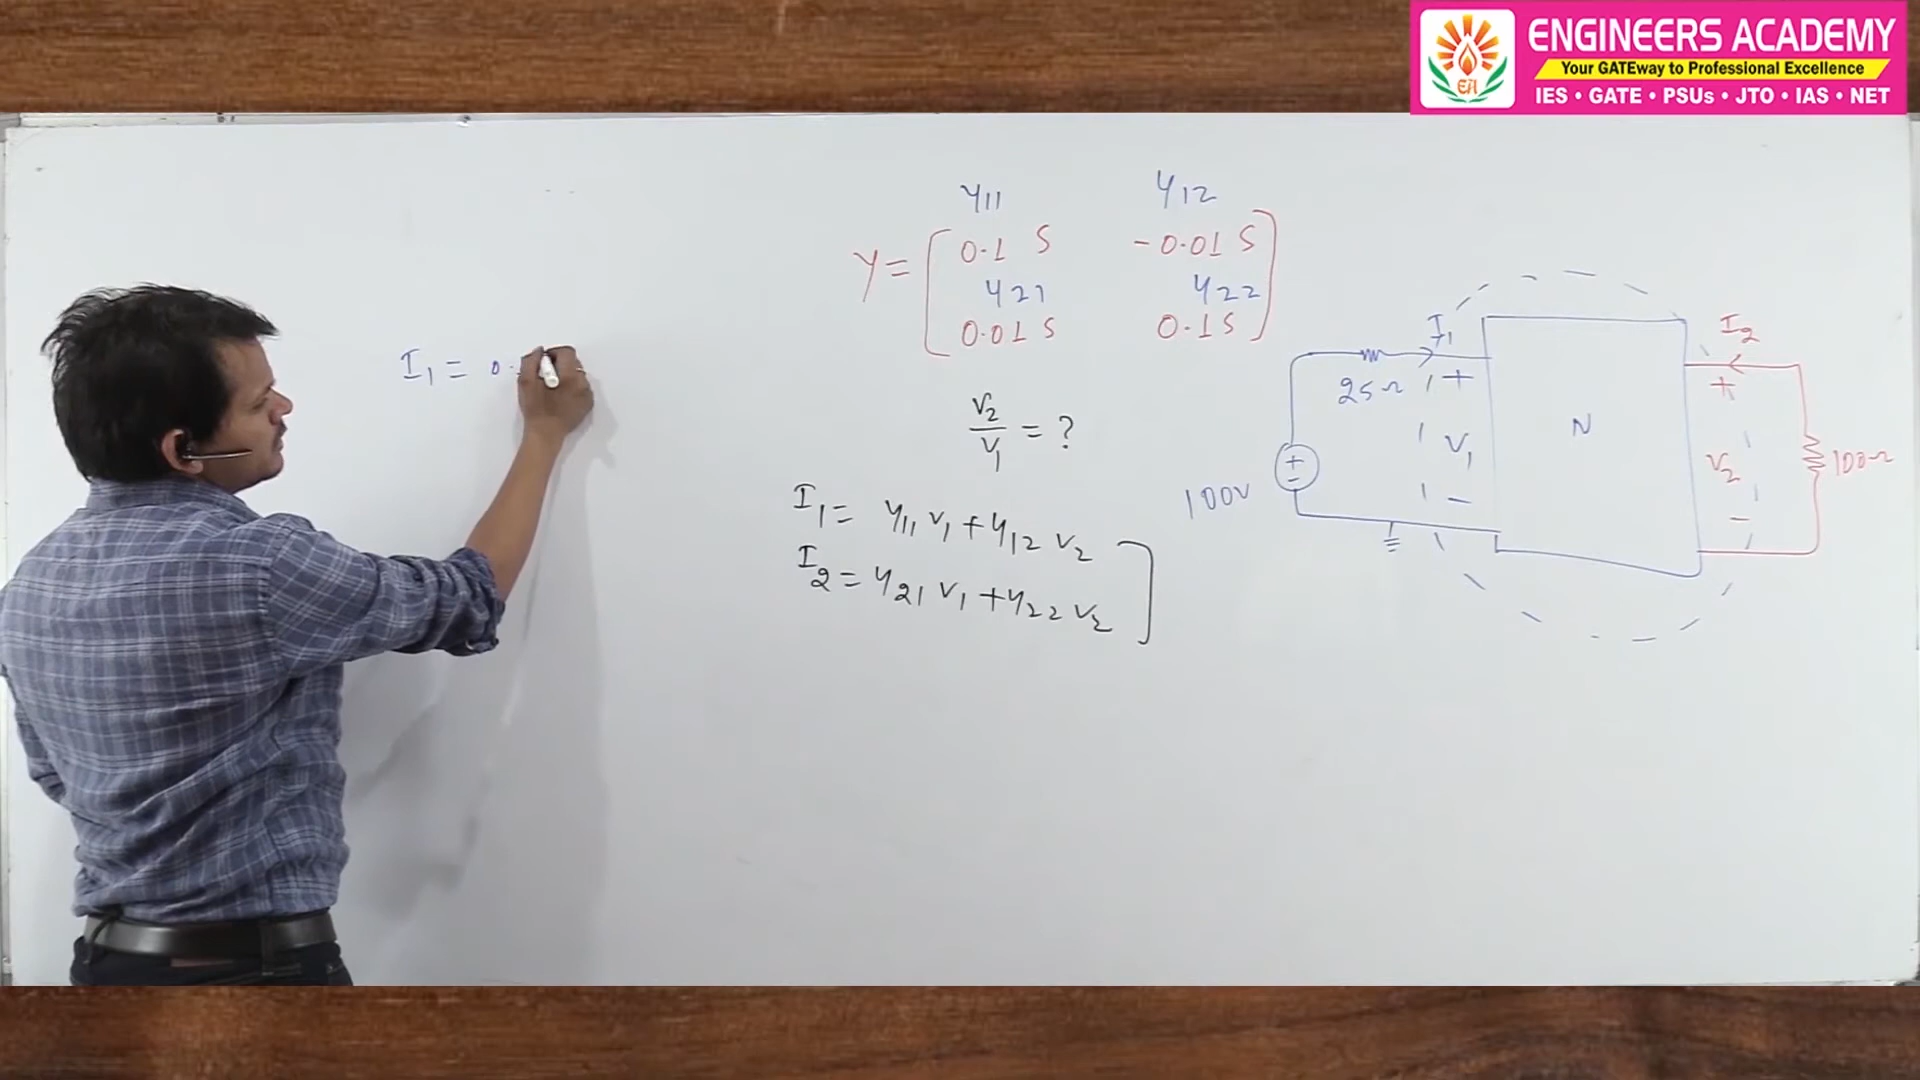 ENGINEERS ACADEMY
Your GATEway to Professional Excellence
IES • GATE • PSUs • JTO • IAS • NET
EA
y11 y12
Y = [ 0.1 S - 0.01 S
y21 y22
0.01 S 0.1 S ]
V2/V1 = ?
I1 = y11 V1 + y12 V2
I2 = y21 V1 + y22 V2
I1 = 0.
I1
25Ω
+
V1
-
100V
+
-
N
I2
+
V2
-
100Ω